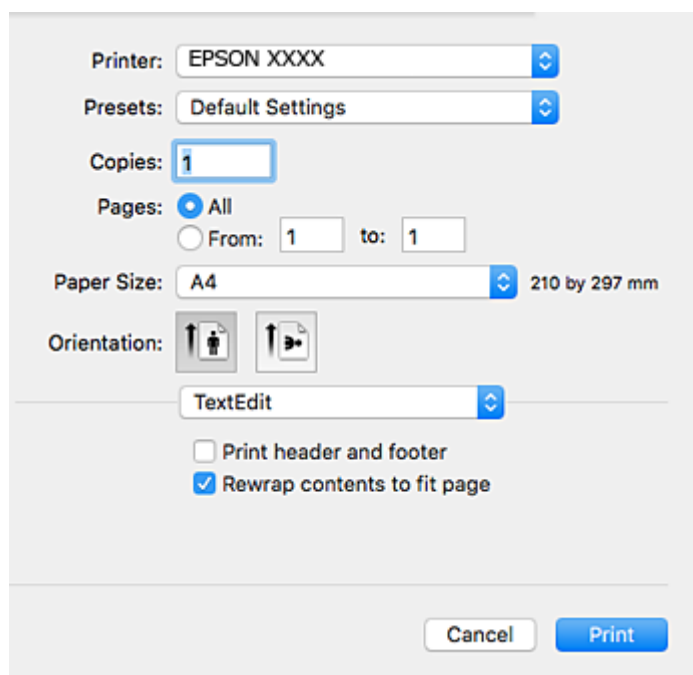 Printer: EPSON XXXX
Presets: Default Settings
Copies: 1
Pages: All
From: 1 to: 1
Paper Size: A4 210 by 297 mm
Orientation:
TextEdit
Print header and footer
Rewrap contents to fit page
Cancel Print